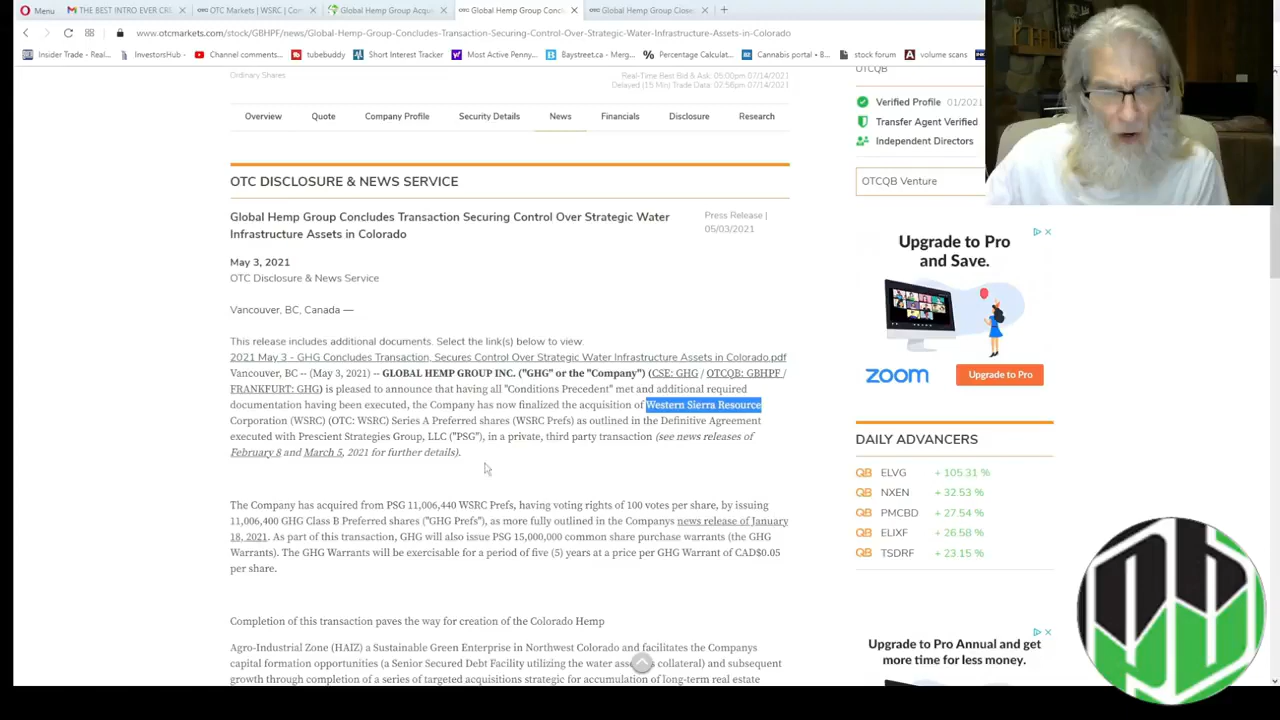 Menu
THE BEST INTRO EVER CRE
OTC Markets | WSRC | Com
Global Hemp Group Acqui
Global Hemp Group Conc
Global Hemp Group Close
www.otcmarkets.com/stock/GBHPF/news/Global-Hemp-Group-Concludes-Transaction-Securing-Control-Over-Strategic-Water-Infrastructure-Assets-in-Colorado
Insider Trade - Real...
InvestorsHub
Channel comments...
tubebuddy
Short Interest Tracker
Most Active Penny...
Baystreet.ca - Merg...
Percentage Calculat...
Cannabis portal - B...
stock forum
volume scans
Ordinary Shares
Real-Time Best Bid & Ask: 05:00pm 07/14/2021
Delayed (15 Min) Trade Data: 02:56pm 07/14/2021
Overview
Quote
Company Profile
Security Details
News
Financials
Disclosure
Research
OTC DISCLOSURE & NEWS SERVICE
Global Hemp Group Concludes Transaction Securing Control Over Strategic Water
Infrastructure Assets in Colorado
Press Release |
05/03/2021
May 3, 2021
OTC Disclosure & News Service
Vancouver, BC, Canada —
This release includes additional documents. Select the link(s) below to view.
2021 May 3 - GHG Concludes Transaction, Secures Control Over Strategic Water Infrastructure Assets in Colorado.pdf
Vancouver, BC -- (May 3, 2021) -- GLOBAL HEMP GROUP INC. ("GHG" or the "Company") (CSE: GHG / OTCQB: GBHPF /
FRANKFURT: GHG) is pleased to announce that having all "Conditions Precedent" met and additional required
documentation having been executed, the Company has now finalized the acquisition of Western Sierra Resource
Corporation (WSRC) (OTC: WSRC) Series A Preferred shares (WSRC Prefs) as outlined in the Definitive Agreement
executed with Prescient Strategies Group, LLC ("PSG"), in a private, third party transaction (see news releases of
February 8 and March 5, 2021 for further details).
The Company has acquired from PSG 11,006,440 WSRC Prefs, having voting rights of 100 votes per share, by issuing
11,006,400 GHG Class B Preferred shares ("GHG Prefs"), as more fully outlined in the Companys news release of January
18, 2021. As part of this transaction, GHG will also issue PSG 15,000,000 common share purchase warrants (the GHG
Warrants). The GHG Warrants will be exercisable for a period of five (5) years at a price per GHG Warrant of CAD$0.05
per share.
Completion of this transaction paves the way for creation of the Colorado Hemp
Agro-Industrial Zone (HAIZ) a Sustainable Green Enterprise in Northwest Colorado and facilitates the Companys
capital formation opportunities (a Senior Secured Debt Facility utilizing the water collateral) and subsequent
growth through completion of a series of targeted acquisitions strategic for accumulation of long-term real estate
OTCQB
Verified Profile 01/2021
Transfer Agent Verified
Independent Directors
OTCQB Venture
Upgrade to Pro
and Save.
zoom
Upgrade to Pro
DAILY ADVANCERS
QB ELVG + 105.31 %
QB NXEN + 32.53 %
QB PMCBD + 27.54 %
QB ELIXF + 26.58 %
QB TSDRF + 23.15 %
Upgrade to Pro Annual and get
more time for less money.